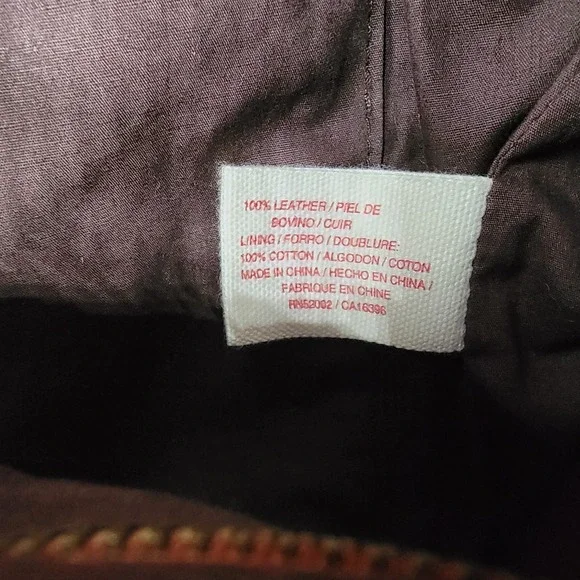 100% LEATHER / PIEL DE
BOVINO / CUIR
LINING / FORRO / DOUBLURE:
100% COTTON / ALGODON / COTON
MADE IN CHINA / HECHO EN CHINA /
FABRIQUE EN CHINE
RN52002 / CA16396